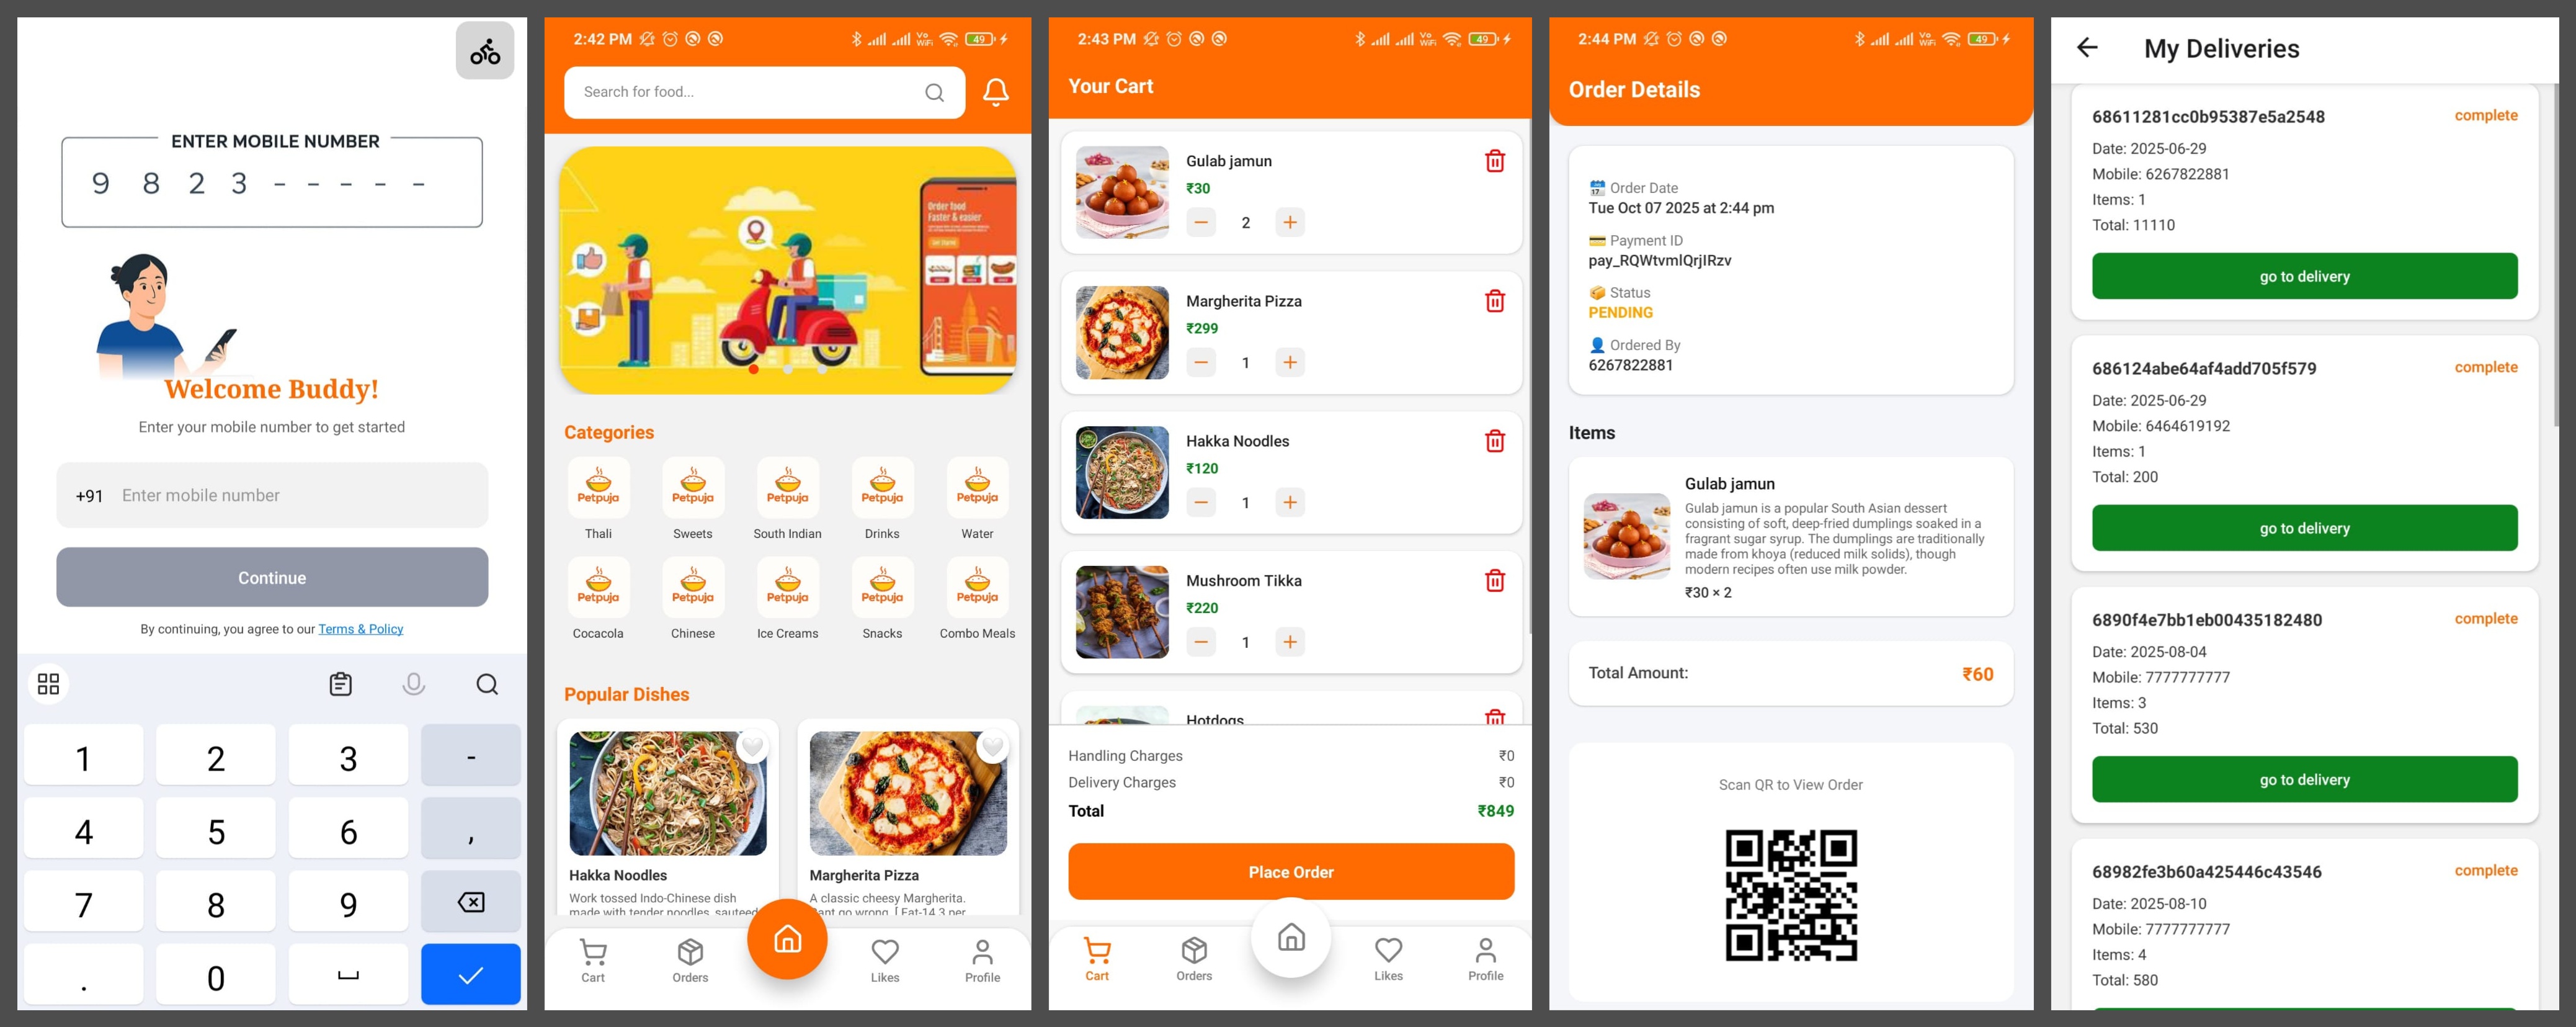 ENTER MOBILE NUMBER
9 8 2 3 - - - - -
Welcome Buddy!
Enter your mobile number to get started
+91 Enter mobile number
Continue
By continuing, you agree to our Terms & Policy
1 2 3 -
4 5 6 ,
7 8 9
. 0
2:42 PM
Vo WiFi 49
Search for food...
Order food
Faster & easier
Categories
Petpuja Petpuja Petpuja Petpuja Petpuja
Thali Sweets South Indian Drinks Water
Petpuja Petpuja Petpuja Petpuja Petpuja
Cocacola Chinese Ice Creams Snacks Combo Meals
Popular Dishes
Hakka Noodles
Work tossed Indo-Chinese dish
made with tender noodles, sauteed
Margherita Pizza
A classic cheesy Margherita.
ant go wrong. [ Fat-14.3 per
Cart Orders Likes Profile
2:43 PM
Vo WiFi 49
Your Cart
Gulab jamun
₹30
2
Margherita Pizza
₹299
1
Hakka Noodles
₹120
1
Mushroom Tikka
₹220
1
Hotdogs
Handling Charges ₹0
Delivery Charges ₹0
Total ₹849
Place Order
Cart Orders Likes Profile
2:44 PM
Vo WiFi 49
Order Details
17
Order Date
Tue Oct 07 2025 at 2:44 pm
Payment ID
pay_RQWtvmlQrjIRzv
Status
PENDING
Ordered By
6267822881
Items
Gulab jamun
Gulab jamun is a popular South Asian dessert
consisting of soft, deep-fried dumplings soaked in a
fragrant sugar syrup. The dumplings are traditionally
made from khoya (reduced milk solids), though
modern recipes often use milk powder.
₹30 × 2
Total Amount: ₹60
Scan QR to View Order
My Deliveries
68611281cc0b95387e5a2548 complete
Date: 2025-06-29
Mobile: 6267822881
Items: 1
Total: 11110
go to delivery
686124abe64af4add705f579 complete
Date: 2025-06-29
Mobile: 6464619192
Items: 1
Total: 200
go to delivery
6890f4e7bb1eb00435182480 complete
Date: 2025-08-04
Mobile: 7777777777
Items: 3
Total: 530
go to delivery
68982fe3b60a425446c43546 complete
Date: 2025-08-10
Mobile: 7777777777
Items: 4
Total: 580